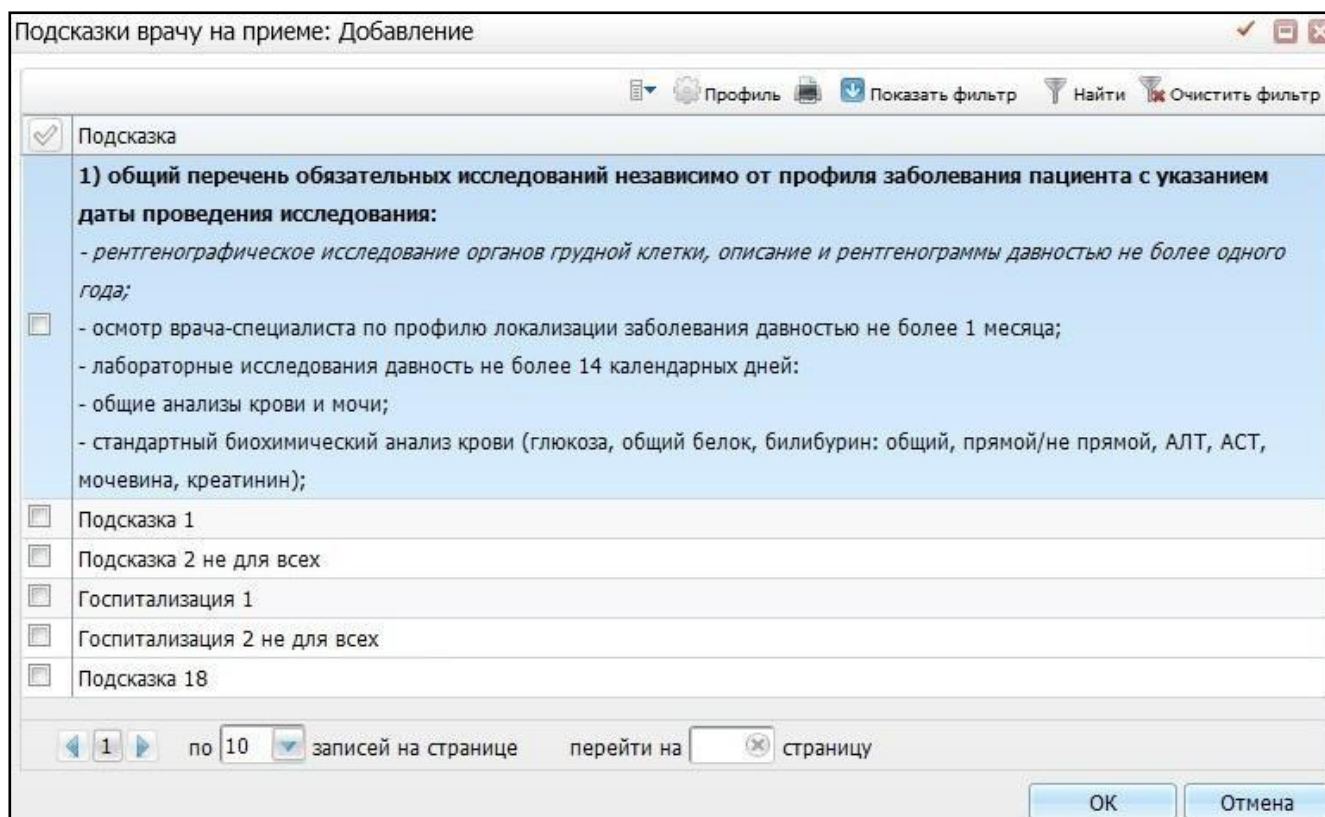 Подсказки врачу на приеме: Добавление
Профиль Показать фильтр Найти Очистить фильтр
Подсказка
1) общий перечень обязательных исследований независимо от профиля заболевания пациента с указанием
даты проведения исследования:
- рентгенографическое исследование органов грудной клетки, описание и рентгенограммы давностью не более одного
года;
- осмотр врача-специалиста по профилю локализации заболевания давностью не более 1 месяца;
- лабораторные исследования давность не более 14 календарных дней:
- общие анализы крови и мочи;
- стандартный биохимический анализ крови (глюкоза, общий белок, билибурин: общий, прямой/не прямой, АЛТ, АСТ,
мочевина, креатинин);
Подсказка 1
Подсказка 2 не для всех
Госпитализация 1
Госпитализация 2 не для всех
Подсказка 18
1 по 10 записей на странице перейти на страницу
ОК Отмена